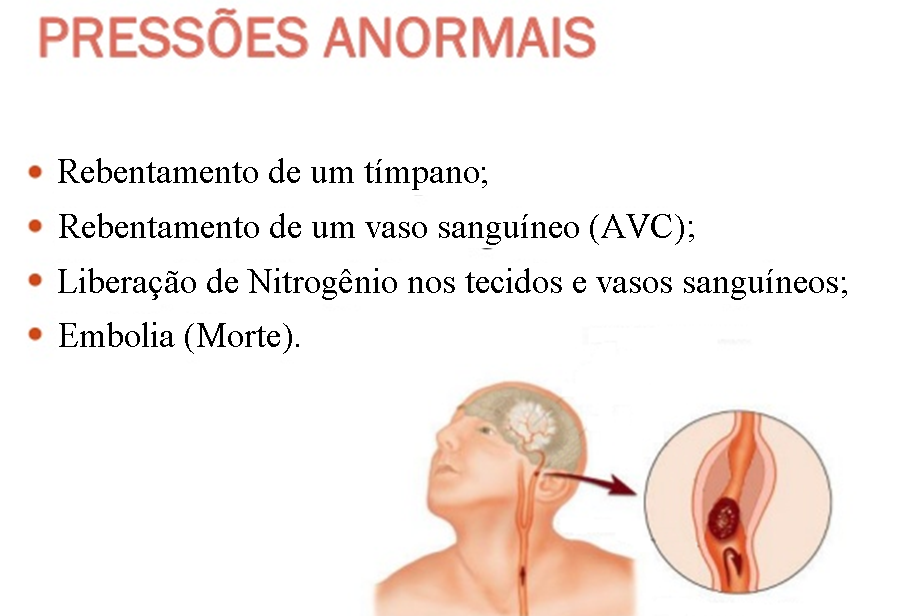 PRESSÕES ANORMAIS
• Rebentamento de um tímpano;
• Rebentamento de um vaso sanguíneo (AVC);
• Liberação de Nitrogênio nos tecidos e vasos sanguíneos;
• Embolia (Morte).